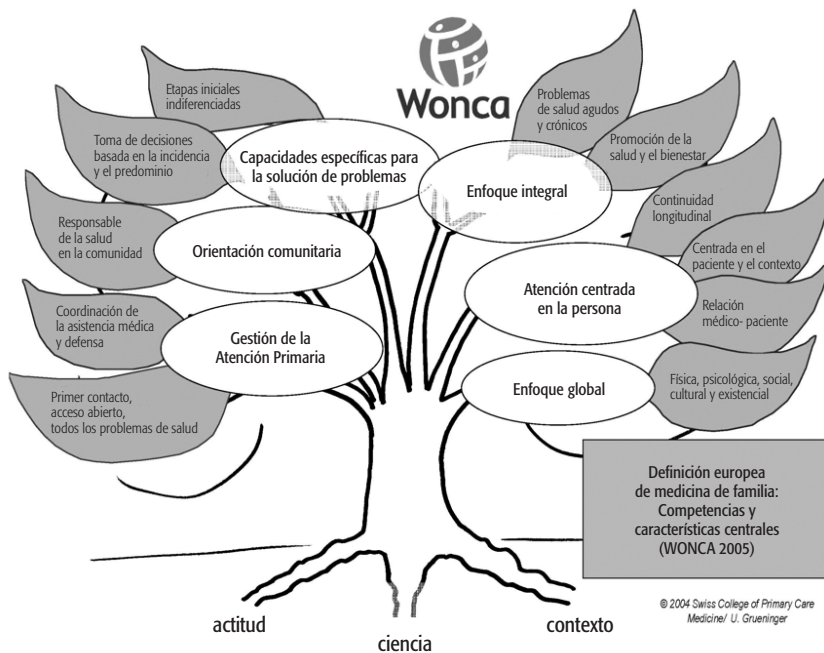 Wonca
Etapas iniciales
indiferenciadas
Toma de decisiones
basada en la incidencia
y el predominio
Responsable
de la salud
en la comunidad
Coordinación de
la asistencia médica
y defensa
Primer contacto,
acceso abierto,
todos los problemas de salud
Capacidades específicas para
la solución de problemas
Orientación comunitaria
Gestión de la
Atención Primaria
Enfoque integral
Atención centrada
en la persona
Enfoque global
Problemas
de salud agudos
y crónicos
Promoción de la
salud y el bienestar
Continuidad
longitudinal
Centrada en el
paciente y el contexto
Relación
médico- paciente
Física, psicológica, social,
cultural y existencial
Definición europea
de medicina de familia:
Competencias y
características centrales
(WONCA 2005)
© 2004 Swiss College of Primary Care
Medicine/ U. Grueninger
actitud
ciencia
contexto